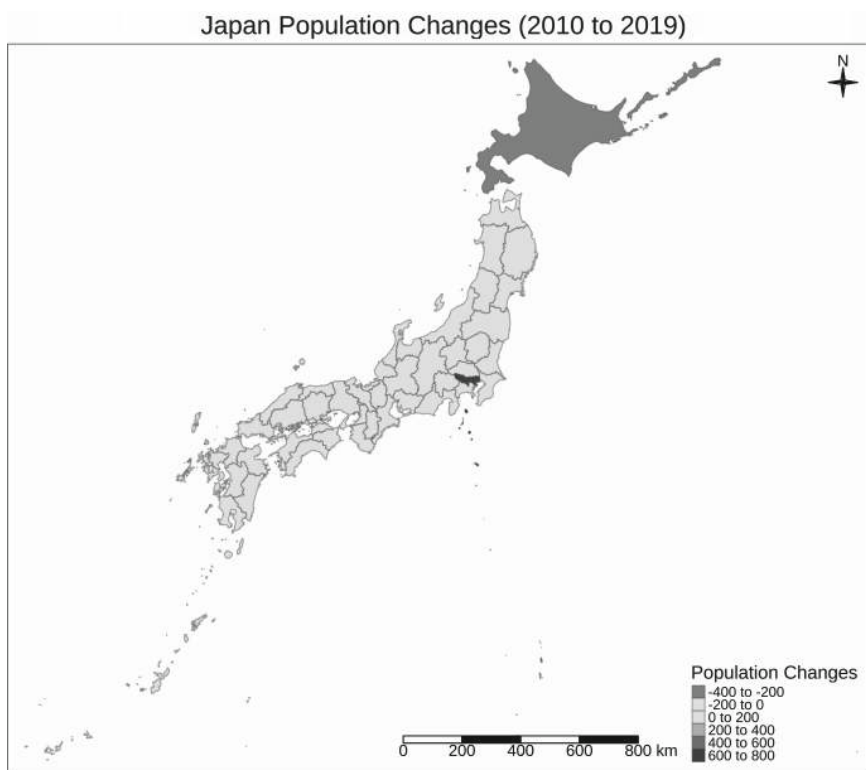 Japan Population Changes (2010 to 2019)
N
Population Changes
-400 to -200
-200 to 0
0 to 200
200 to 400
400 to 600
600 to 800
0 200 400 600 800 km